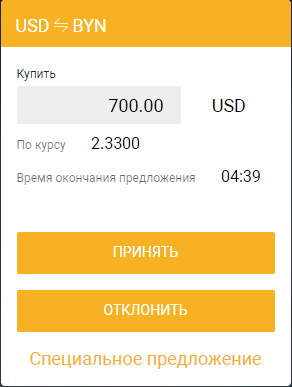 USD ⇋ BYN
Купить
700.00 USD
По курсу 2.3300
Время окончания предложения 04:39
ПРИНЯТЬ
ОТКЛОНИТЬ
Специальное предложение